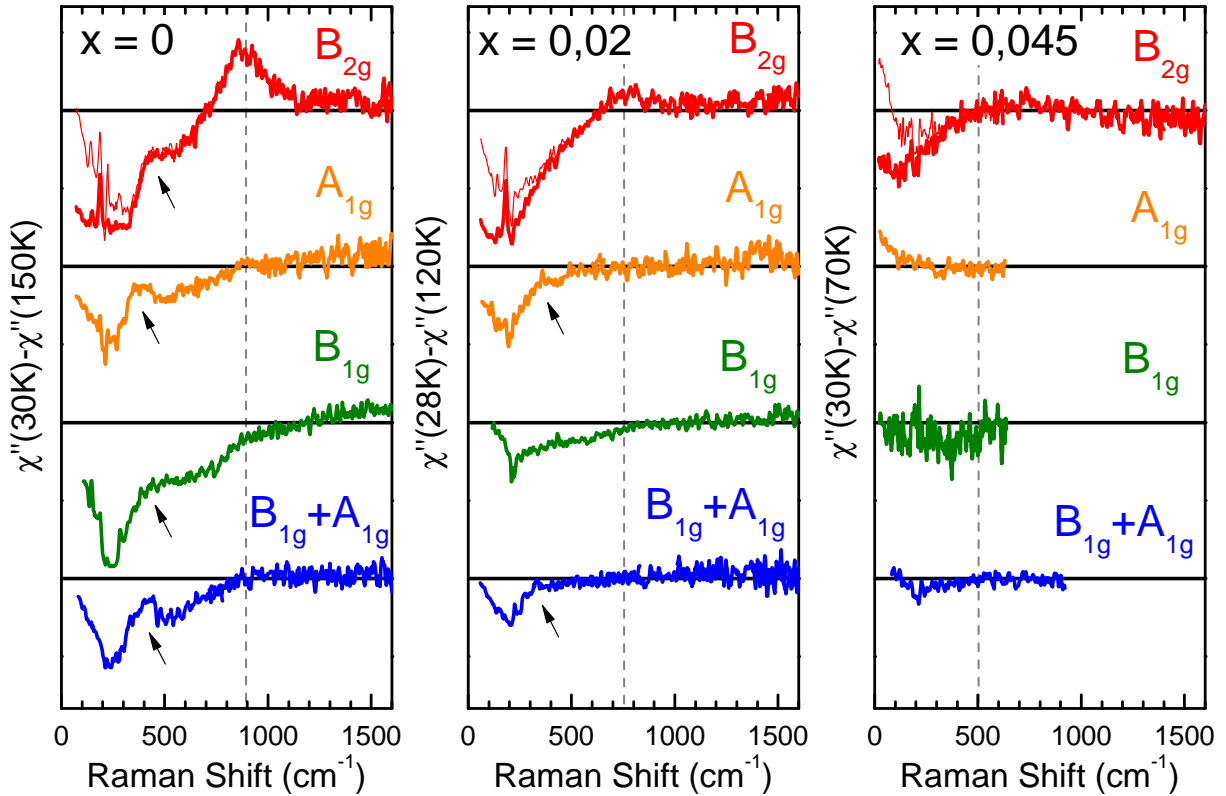 χ''(30K)-χ''(150K)
x = 0
B2g
A1g
B1g
B1g+A1g
0 500 1000 1500
Raman Shift (cm-1)
χ''(28K)-χ''(120K)
x = 0,02
B2g
A1g
B1g
B1g+A1g
0 500 1000 1500
Raman Shift (cm-1)
χ''(30K)-χ''(70K)
x = 0,045
B2g
A1g
B1g
B1g+A1g
0 500 1000 1500
Raman Shift (cm-1)